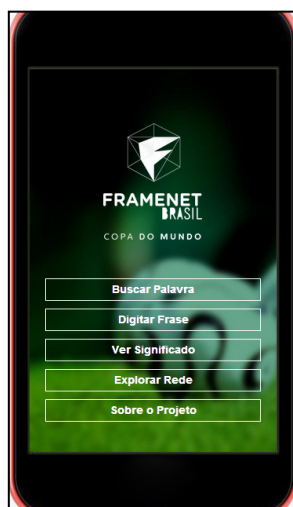 FRAMENET
BRASIL
COPA DO MUNDO
Buscar Palavra
Digitar Frase
Ver Significado
Explorar Rede
Sobre o Projeto